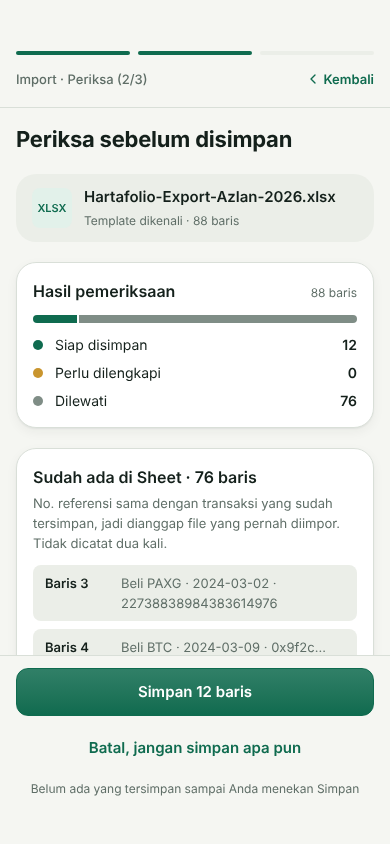 Import · Periksa (2/3)
Kembali
Periksa sebelum disimpan
XLSX
Hartafolio-Export-Azlan-2026.xlsx
Template dikenali · 88 baris
Hasil pemeriksaan
88 baris
Siap disimpan
12
Perlu dilengkapi
0
Dilewati
76
Sudah ada di Sheet · 76 baris
No. referensi sama dengan transaksi yang sudah
tersimpan, jadi dianggap file yang pernah diimpor.
Tidak dicatat dua kali.
Baris 3
Beli PAXG · 2024-03-02 ·
22738838984383614976
Baris 4
Beli BTC · 2024-03-09 · 0x9f2c…
Simpan 12 baris
Batal, jangan simpan apa pun
Belum ada yang tersimpan sampai Anda menekan Simpan